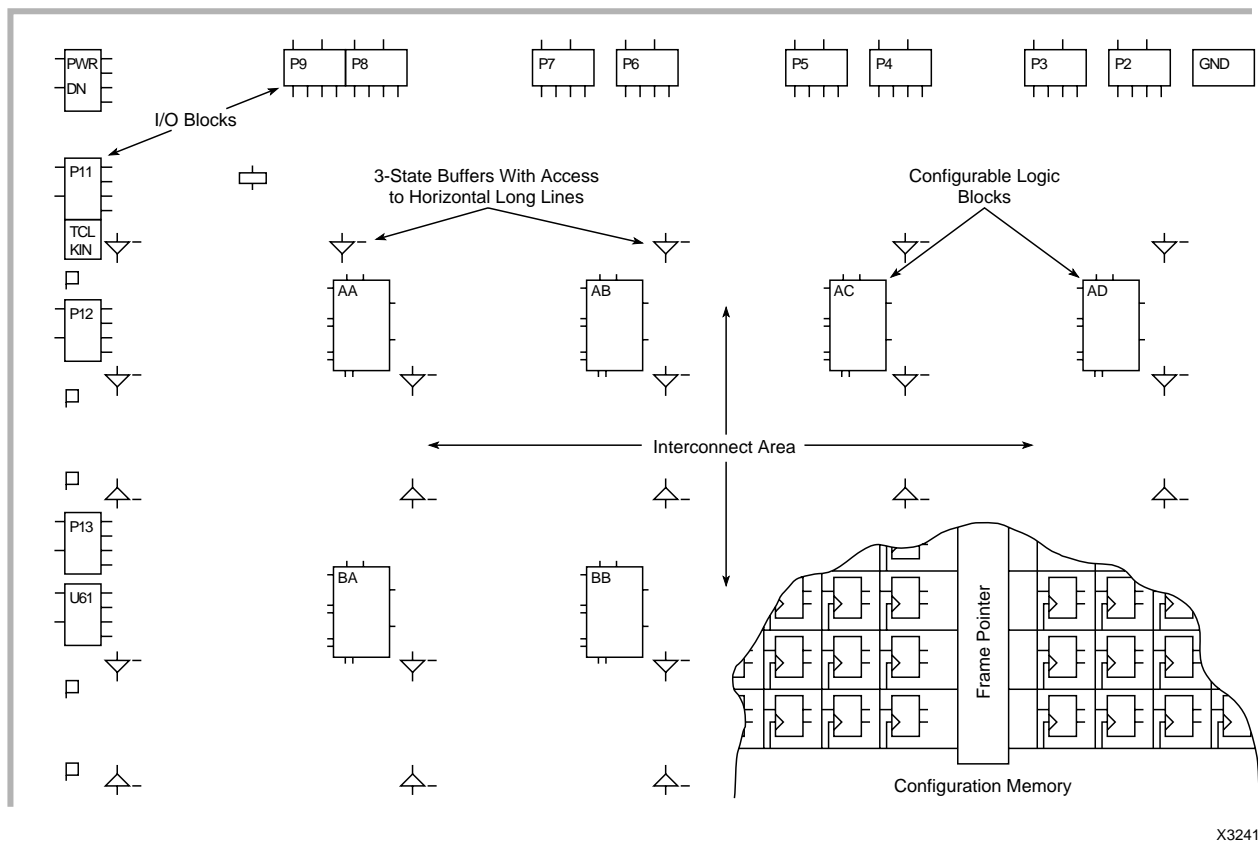 PWR
DN
P9
P8
P7
P6
P5
P4
P3
P2
GND
I/O Blocks
P11
TCL
KIN
3-State Buffers With Access
to Horizontal Long Lines
Configurable Logic
Blocks
P12
AA
AB
AC
AD
Interconnect Area
P13
U61
BA
BB
Frame Pointer
Configuration Memory
X3241